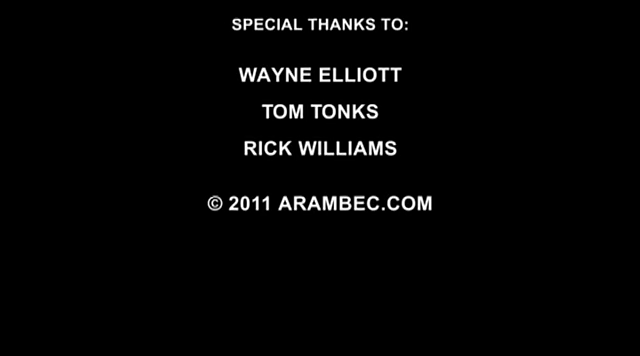 SPECIAL THANKS TO:
WAYNE ELLIOTT
TOM TONKS
RICK WILLIAMS
© 2011 ARAMBEC.COM